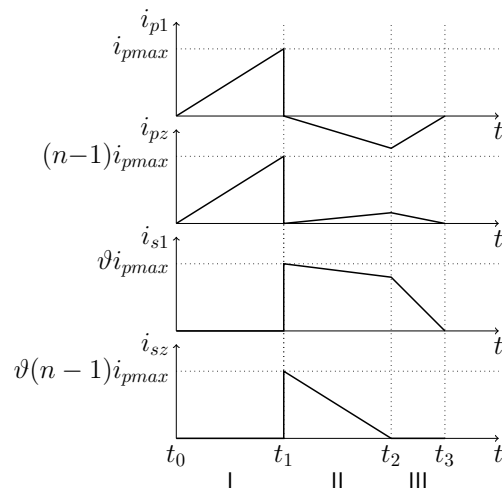 i_{p1}
i_{pmax}
t
i_{pz}
(n−1)i_{pmax}
t
i_{s1}
ϑi_{pmax}
t
i_{sz}
ϑ(n − 1)i_{pmax}
t_0 t_1 t_2 t_3 t
I II III